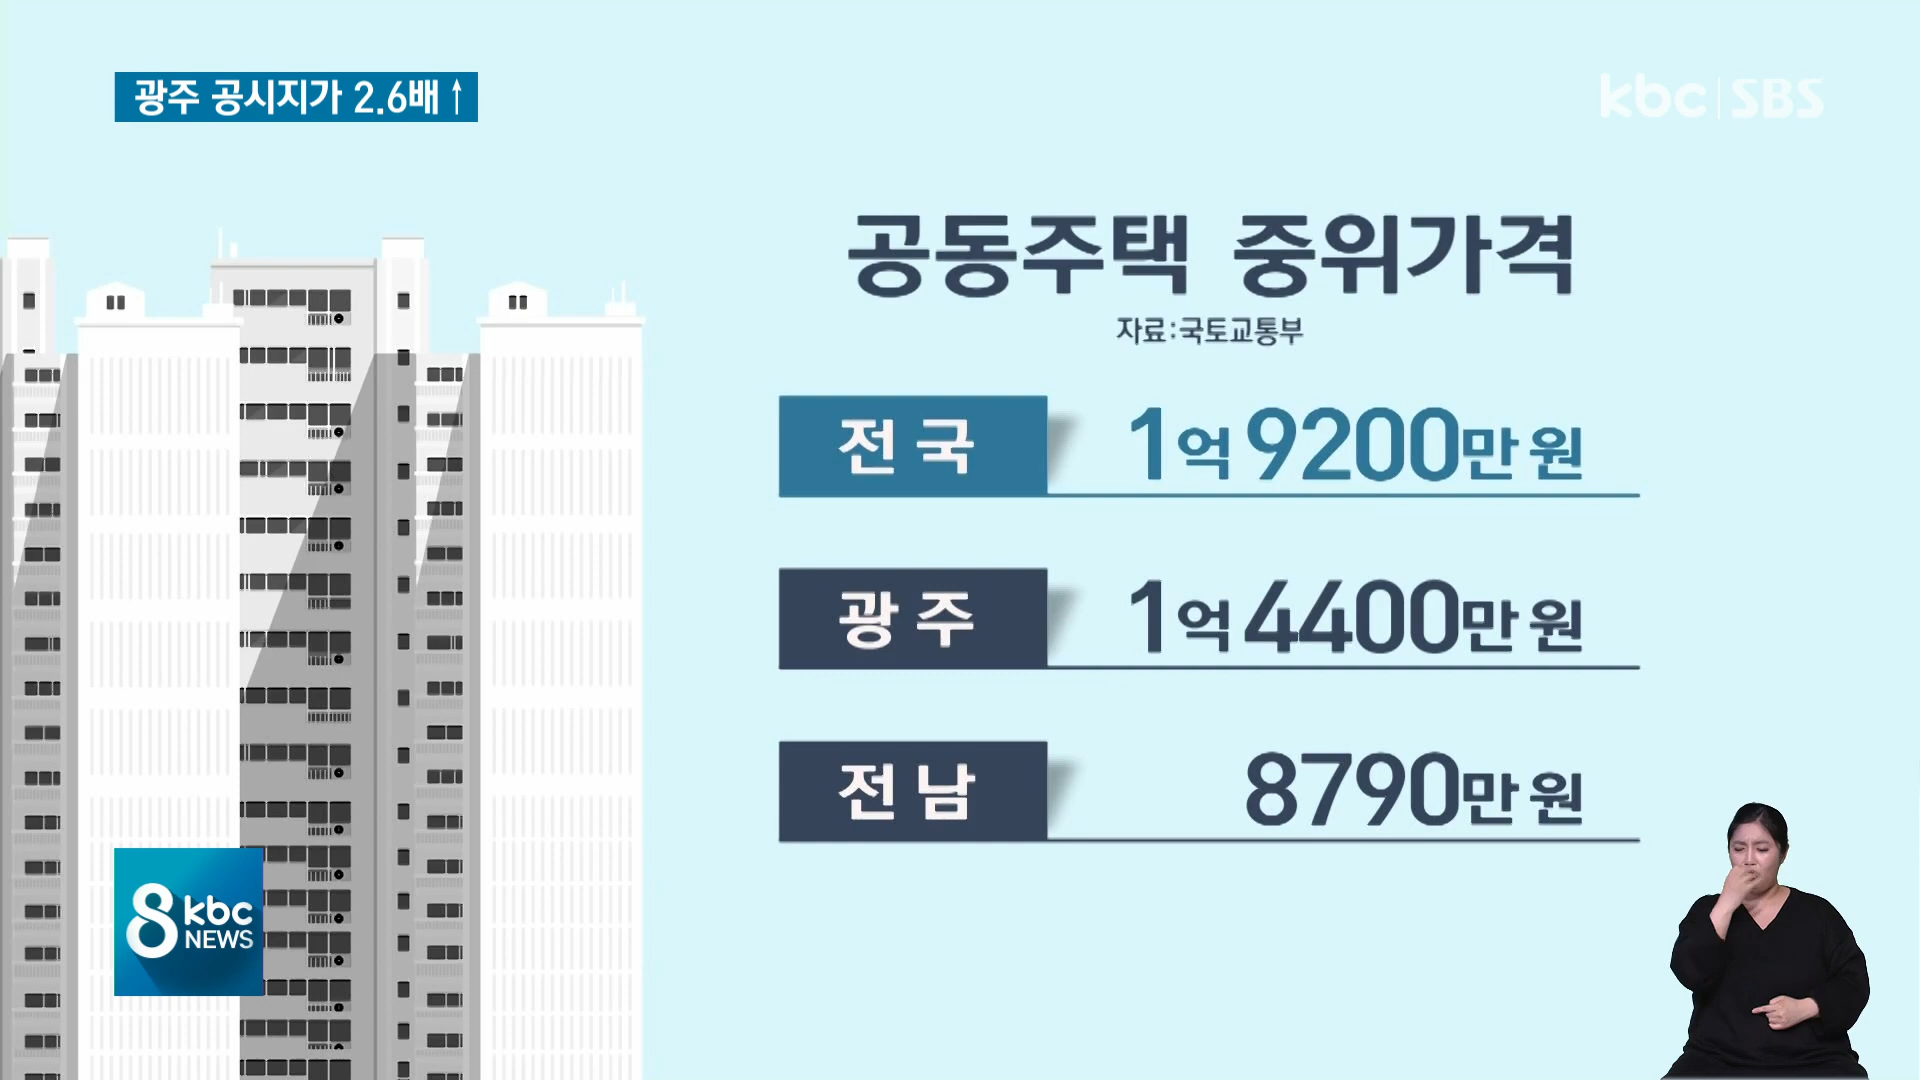 광주 공시지가 2.6배↑
kbc | SBS
공동주택 중위가격
자료:국토교통부
전국 1억 9200만 원
광주 1억 4400만 원
전남 8790만 원
8 kbc
NEWS